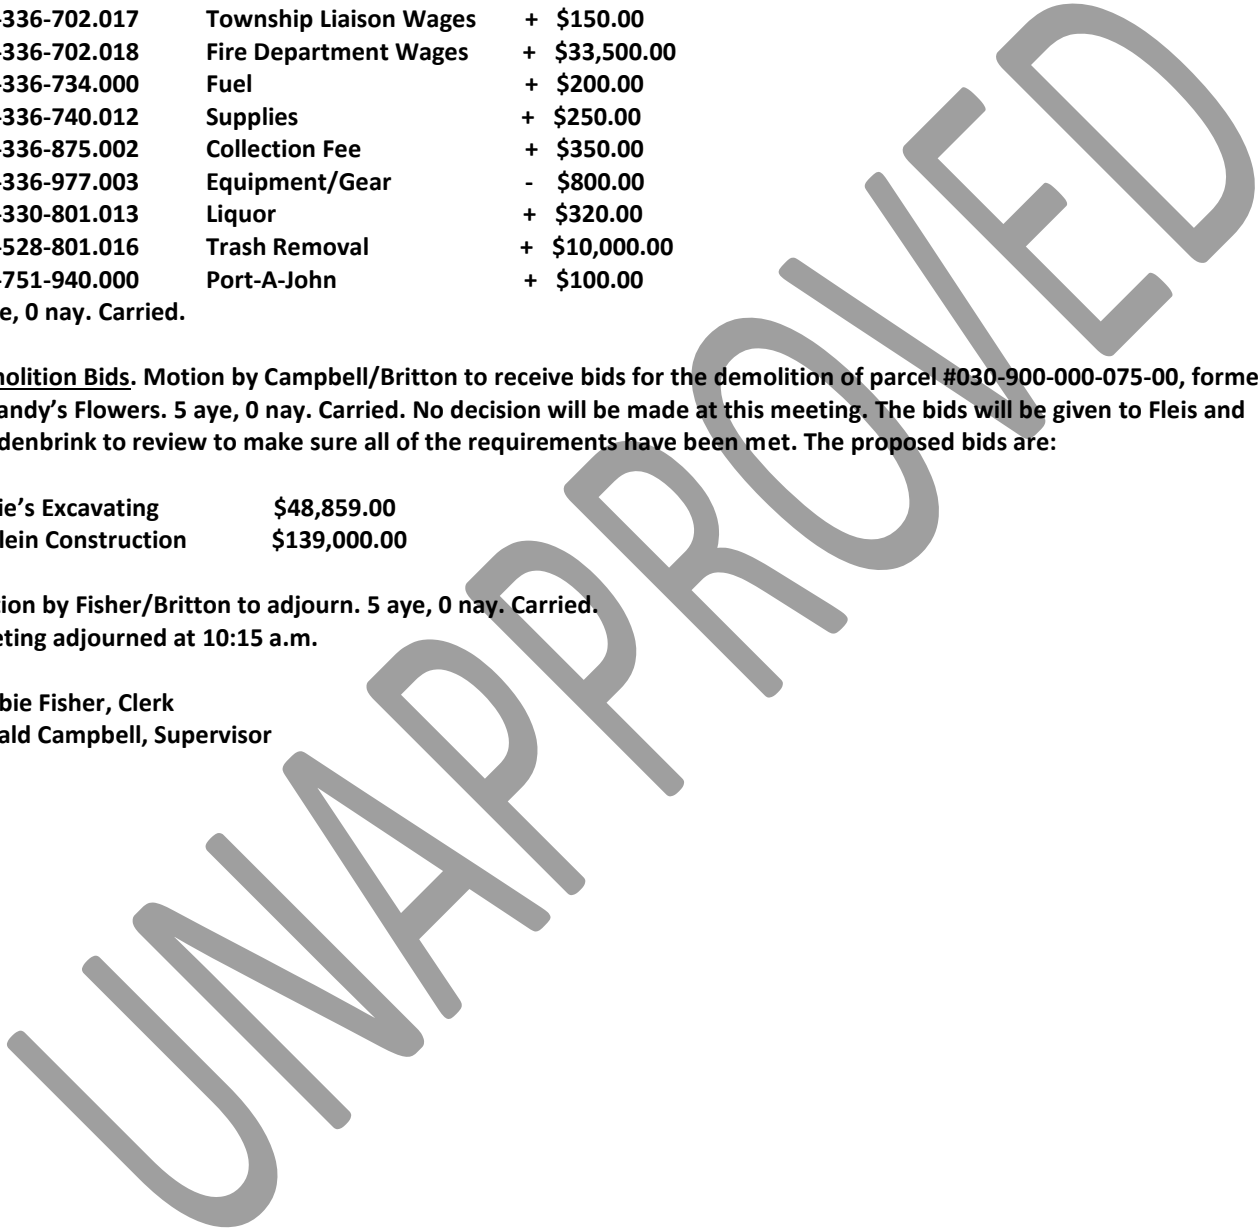 -336-702.017 Township Liaison Wages + $150.00
-336-702.018 Fire Department Wages + $33,500.00
-336-734.000 Fuel + $200.00
-336-740.012 Supplies + $250.00
-336-875.002 Collection Fee + $350.00
-336-977.003 Equipment/Gear - $800.00
-330-801.013 Liquor + $320.00
-528-801.016 Trash Removal + $10,000.00
-751-940.000 Port-A-John + $100.00
e, 0 nay. Carried.
nolition Bids. Motion by Campbell/Britton to receive bids for the demolition of parcel #030-900-000-075-00, forme
andy’s Flowers. 5 aye, 0 nay. Carried. No decision will be made at this meeting. The bids will be given to Fleis and
denbrink to review to make sure all of the requirements have been met. The proposed bids are:
ie’s Excavating $48,859.00
lein Construction $139,000.00
tion by Fisher/Britton to adjourn. 5 aye, 0 nay. Carried.
eting adjourned at 10:15 a.m.
bie Fisher, Clerk
ald Campbell, Supervisor
UNAPPROVED